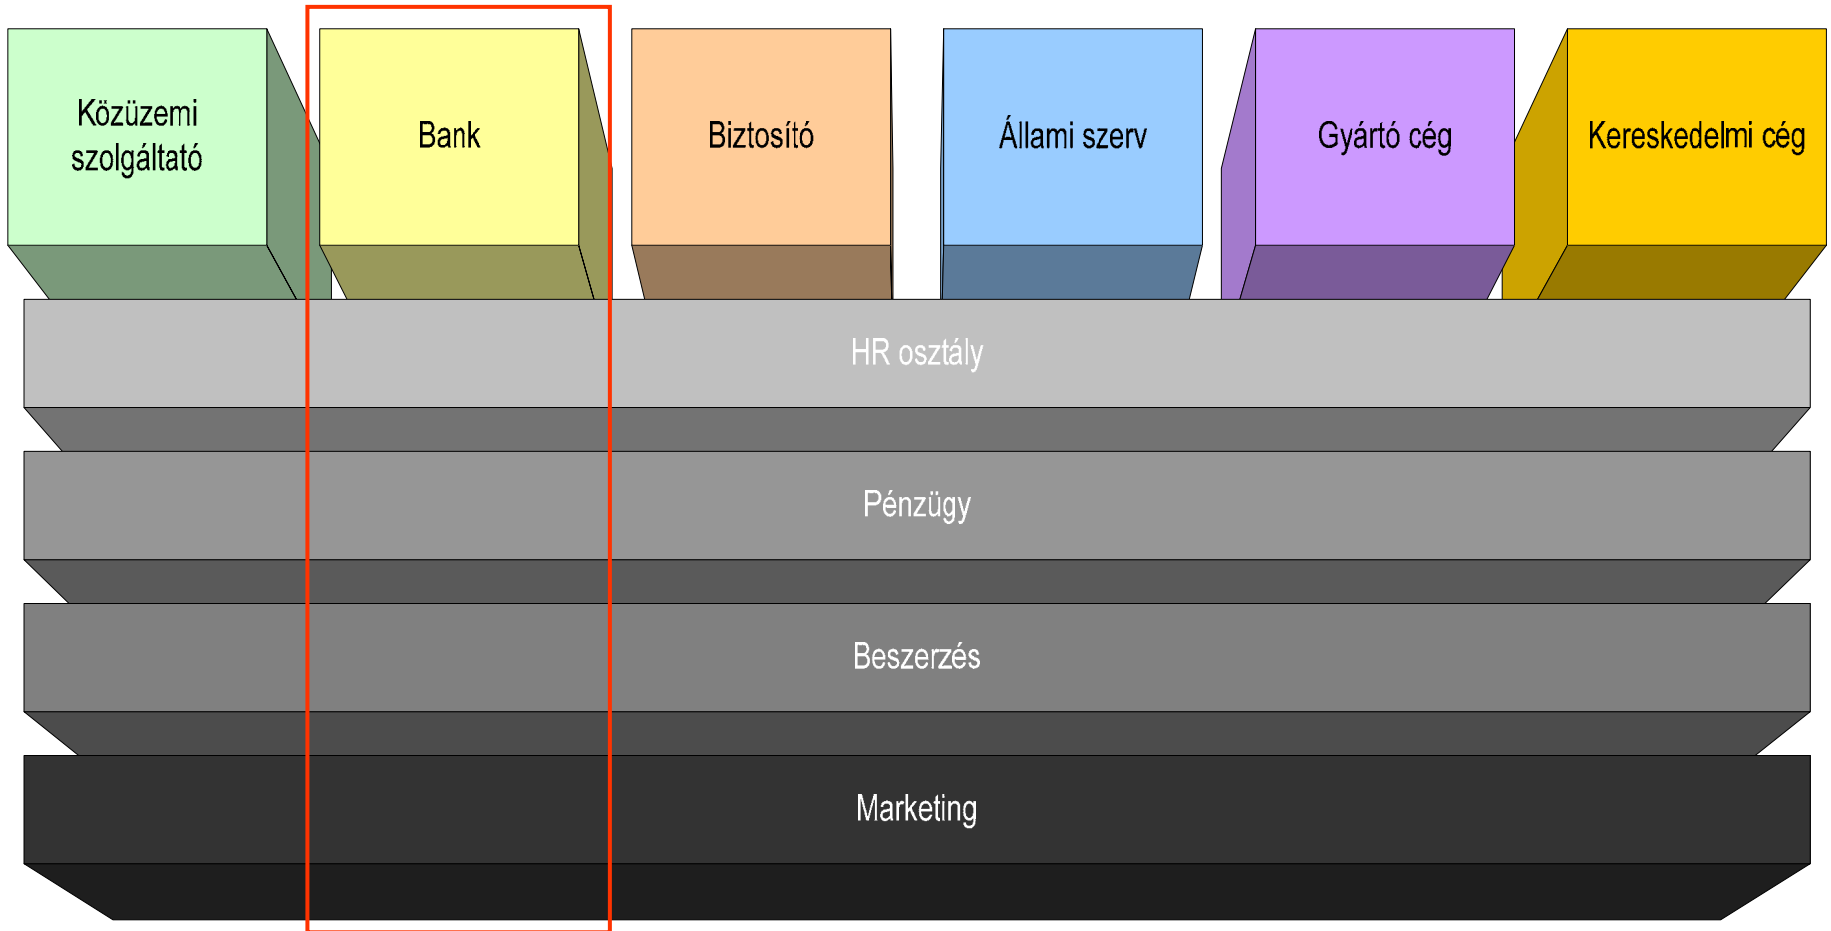 Közüzemi
szolgáltató
Bank
Biztosító
Állami szerv
Gyártó cég
Kereskedelmi cég
HR osztály
Pénzügy
Beszerzés
Marketing